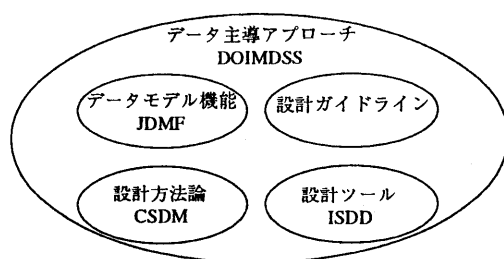 データ主導アプローチ
DOIMDSS
データモデル機能
JDMF
設計ガイドライン
設計方法論
CSDM
設計ツール
ISDD